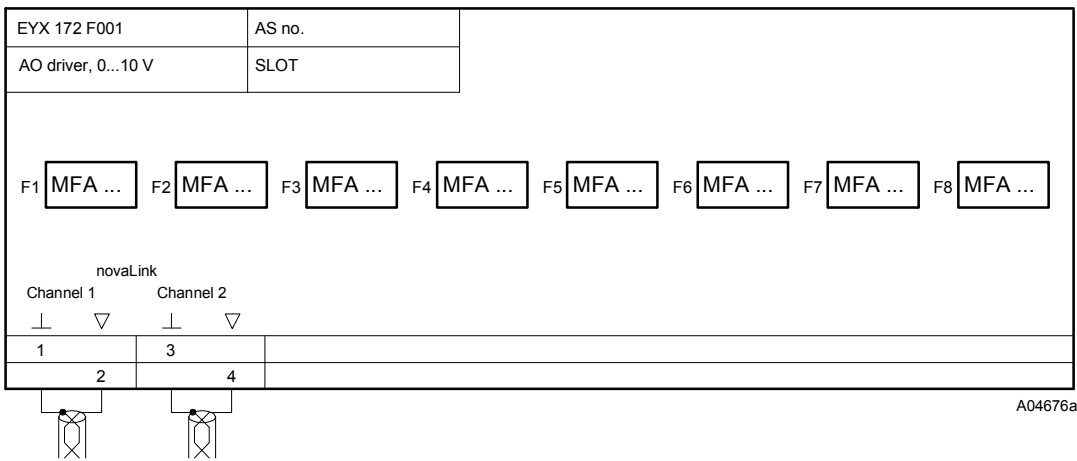 EYX 172 F001 AS no.
AO driver, 0...10 V SLOT
F1 MFA ... F2 MFA ... F3 MFA ... F4 MFA ... F5 MFA ... F6 MFA ... F7 MFA ... F8 MFA ...
novaLink
Channel 1 Channel 2
1 3
2 4
A04676a